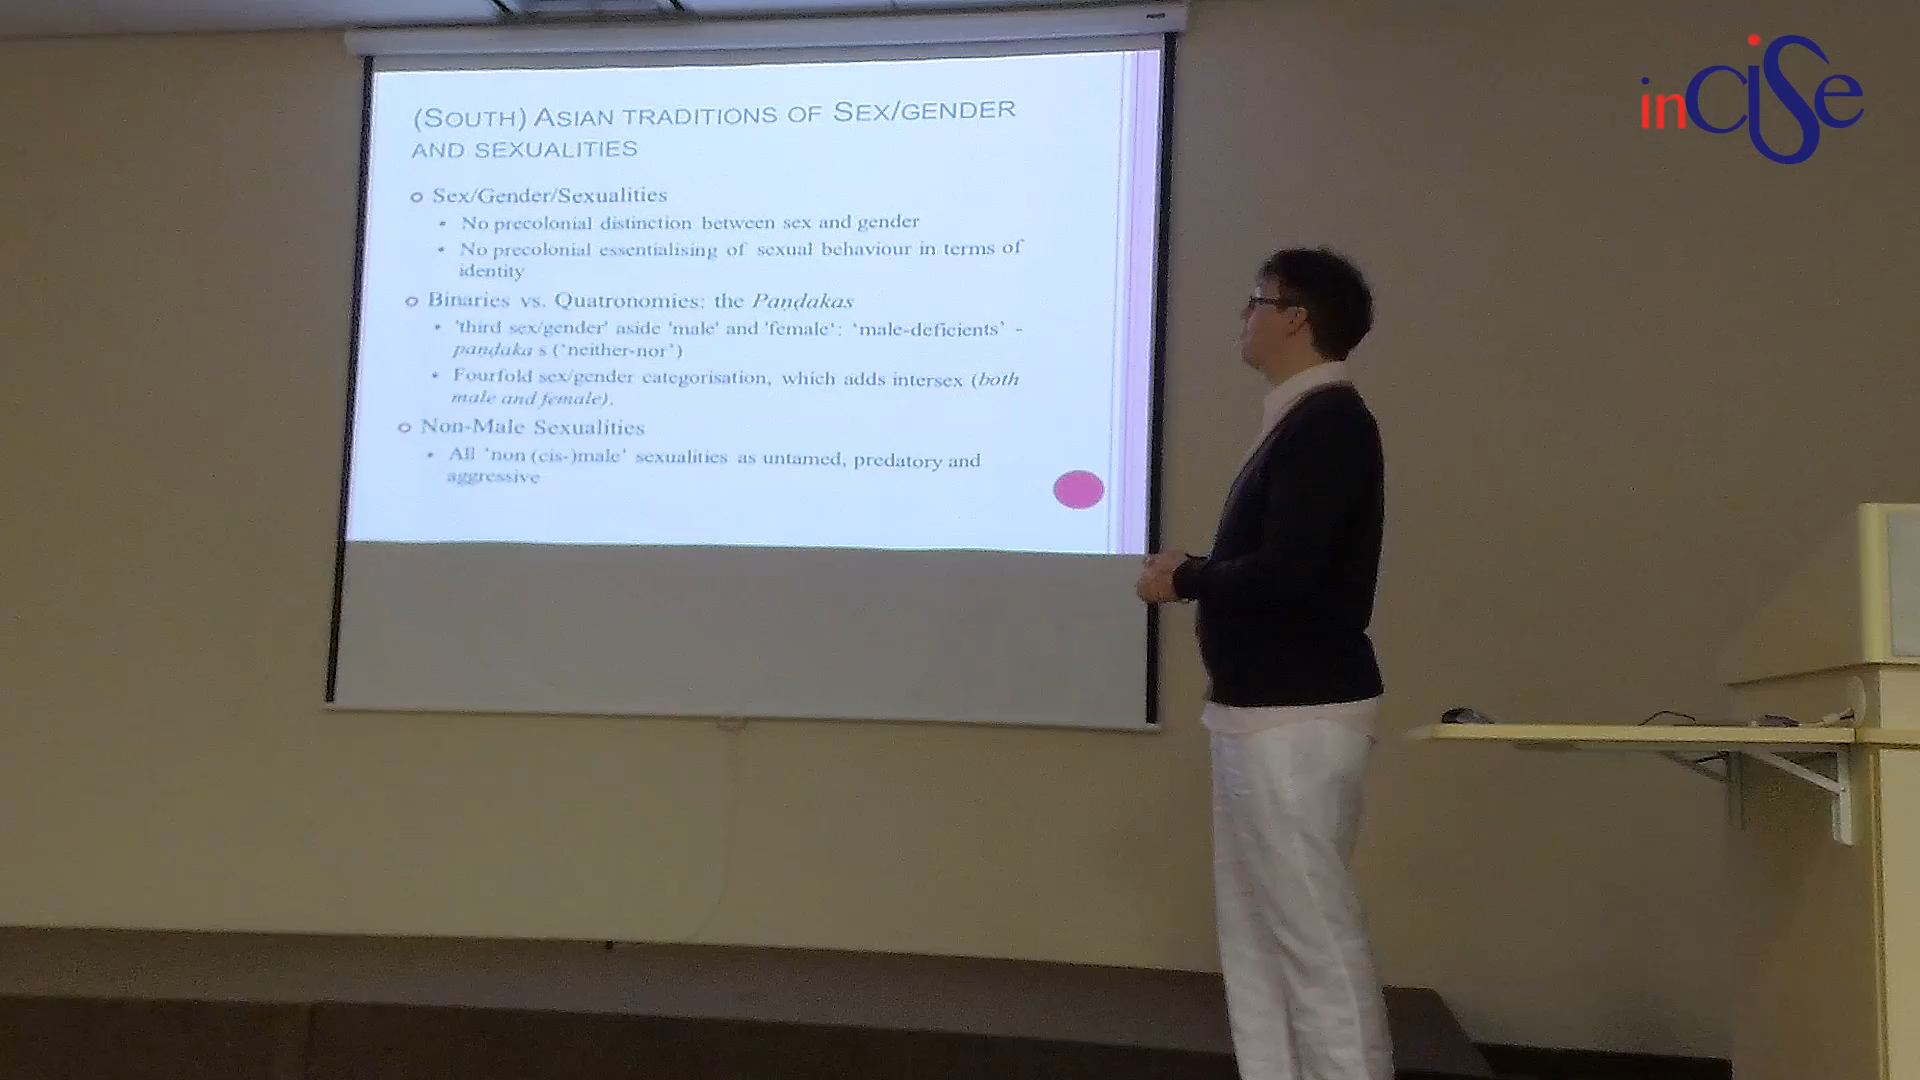 (South) Asian traditions of Sex/gender
and sexualities
Sex/Gender/Sexualities
No precolonial distinction between sex and gender
No precolonial essentialising of sexual behaviour in terms of
identity
Binaries vs. Quatronomies: the Paṇḍakas
'third sex/gender' aside 'male' and 'female‘: ‘male-deficients’ -
paṇḍaka s (‘neither-nor’)
Fourfold sex/gender categorisation, which adds intersex (both
male and female).
Non-Male Sexualities
All ‘non (cis-)male’ sexualities as untamed, predatory and
aggressive
inCiSe